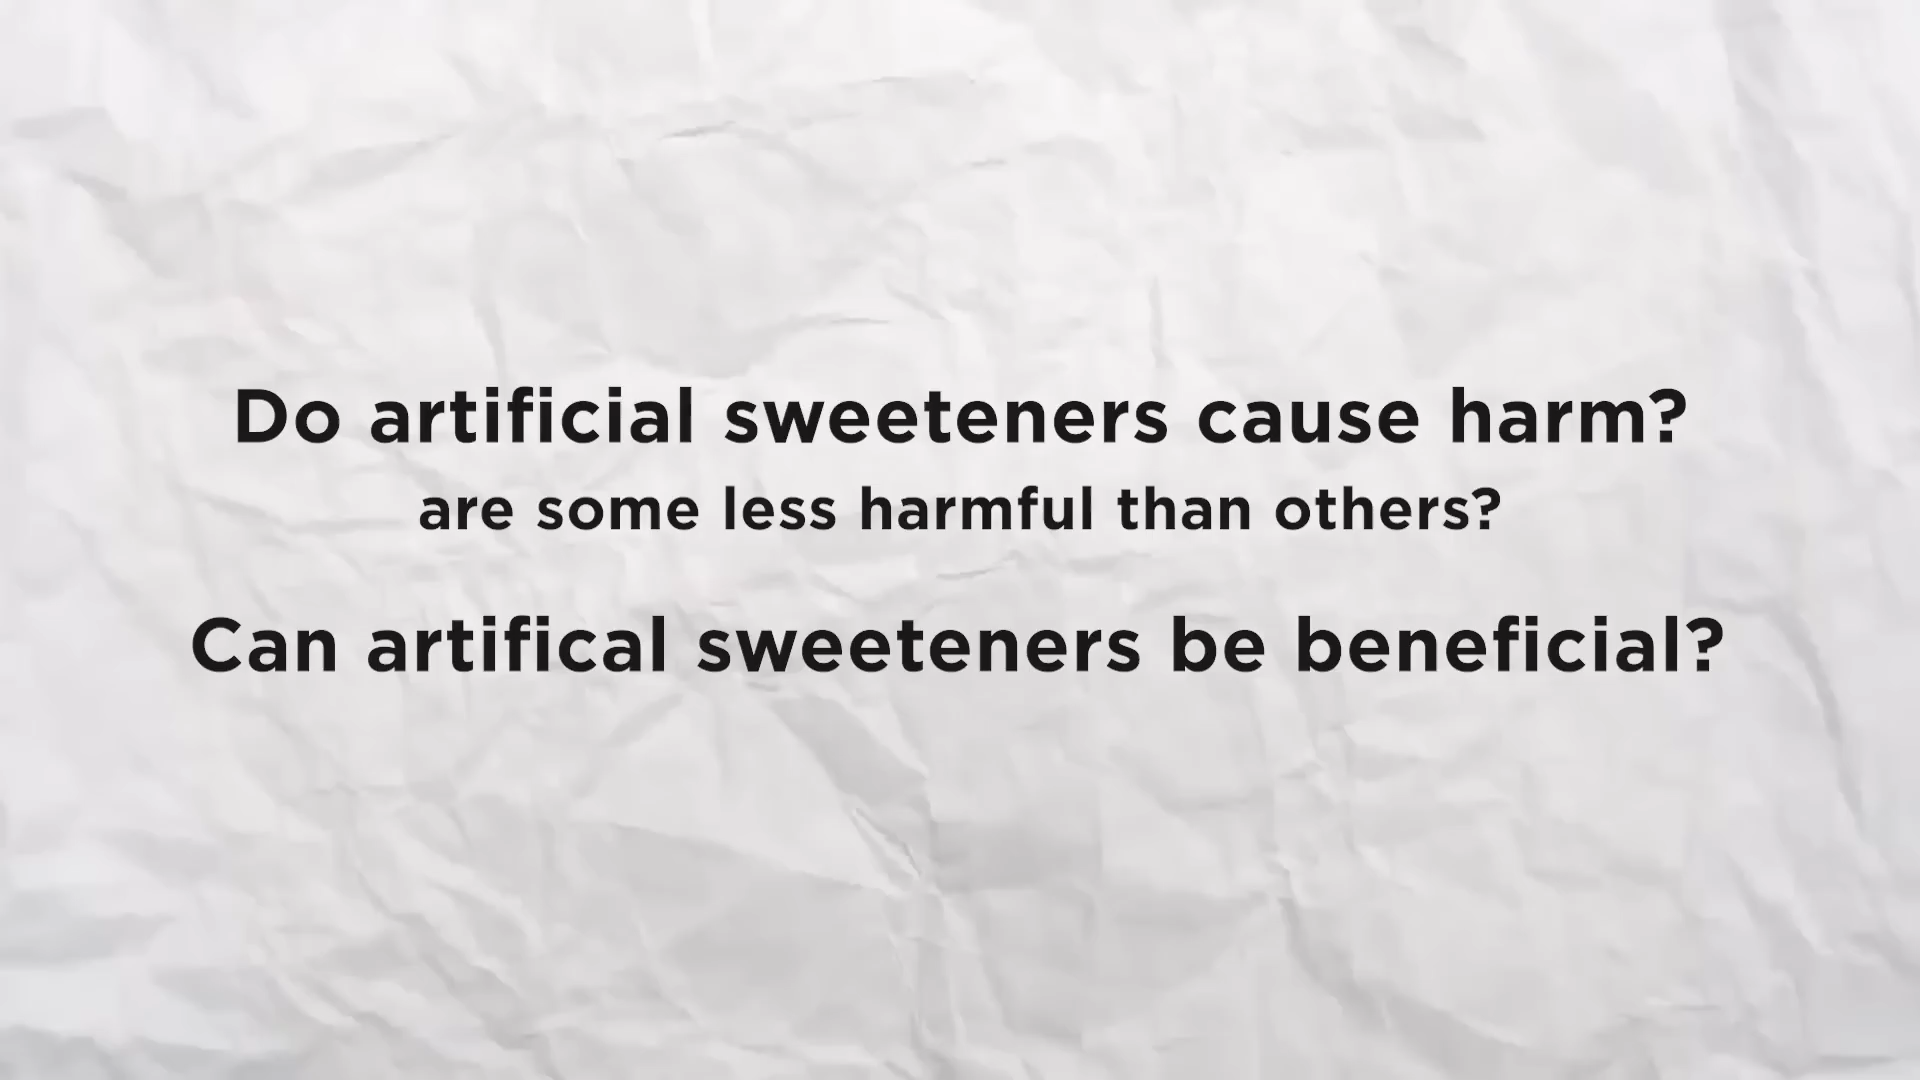 Do artificial sweeteners cause harm?
are some less harmful than others?
Can artifical sweeteners be beneficial?